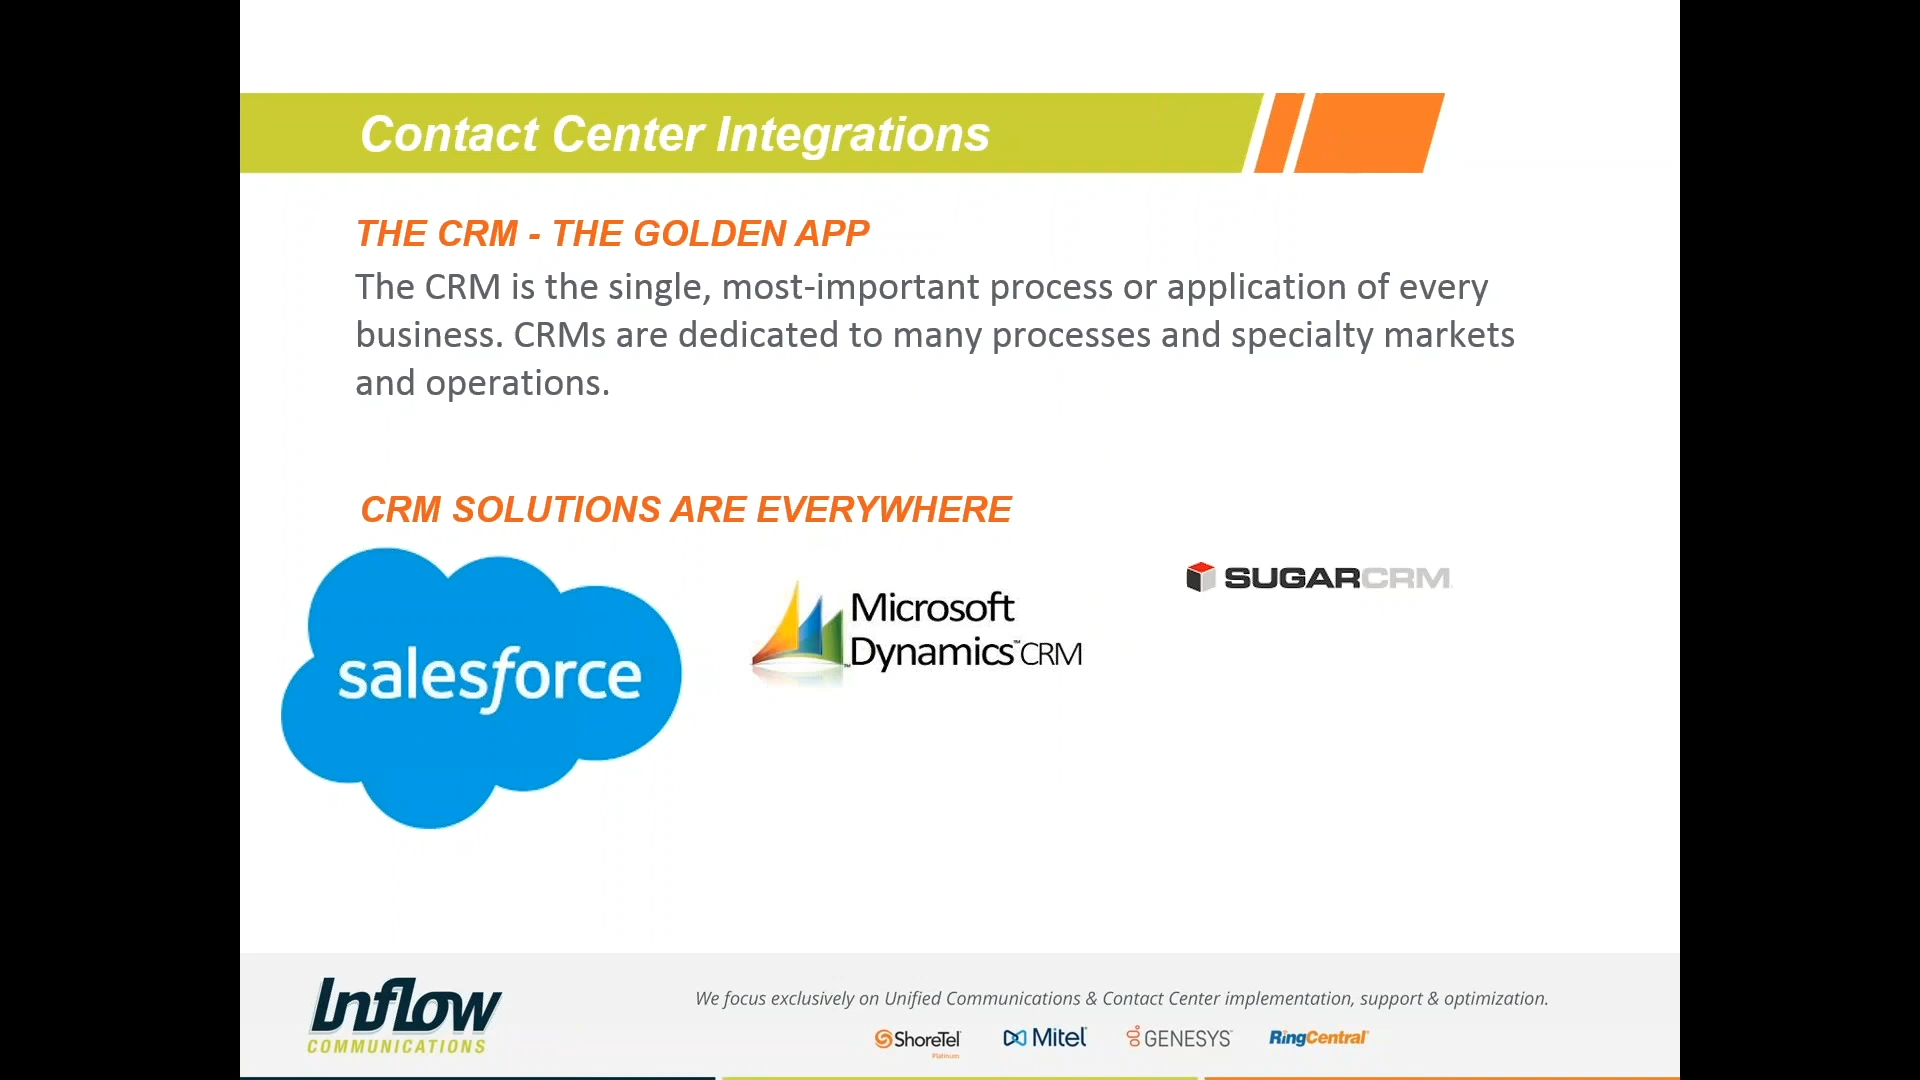 Contact Center Integrations
THE CRM - THE GOLDEN APP
The CRM is the single, most-important process or application of every
business. CRMs are dedicated to many processes and specialty markets
and operations.
CRM SOLUTIONS ARE EVERYWHERE
salesforce
Microsoft
Dynamics™ CRM
SUGARCRM
Inflow
COMMUNICATIONS
We focus exclusively on Unified Communications & Contact Center implementation, support & optimization.
ShoreTel
Platinum
Mitel
GENESYS
RingCentral